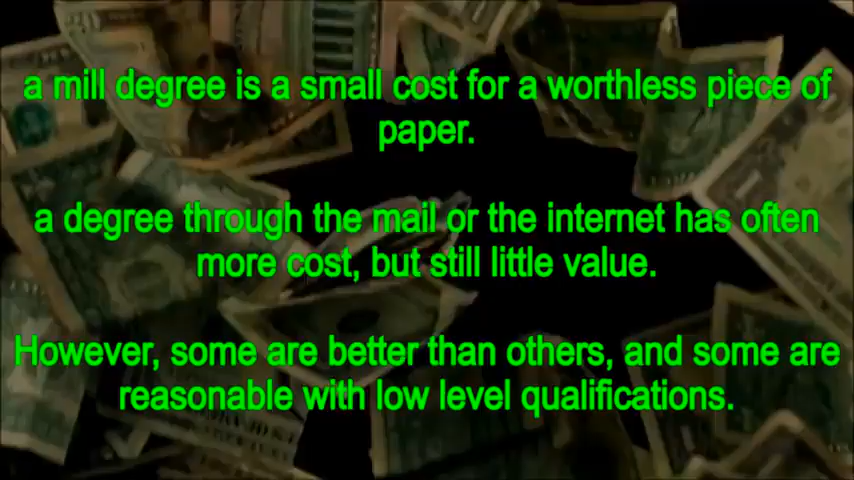 a mill degree is a small cost for a worthless piece of
paper.
a degree through the mail or the internet has often
more cost, but still little value.
However, some are better than others, and some are
reasonable with low level qualifications.